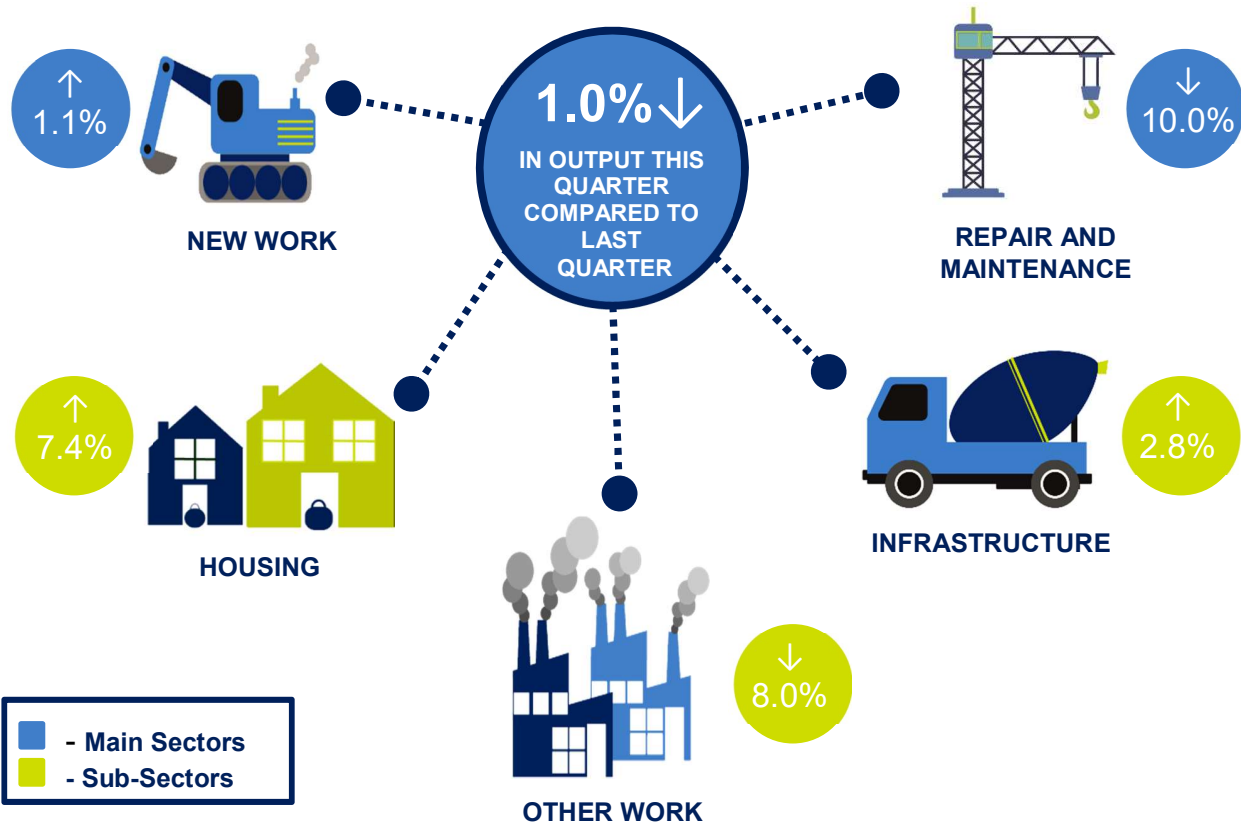 1.0%↓
IN OUTPUT THIS
QUARTER
COMPARED TO
LAST
QUARTER
↑
1.1%
NEW WORK
↓
10.0%
REPAIR AND
MAINTENANCE
↑
7.4%
HOUSING
↑
2.8%
INFRASTRUCTURE
↓
8.0%
OTHER WORK
- Main Sectors
- Sub-Sectors